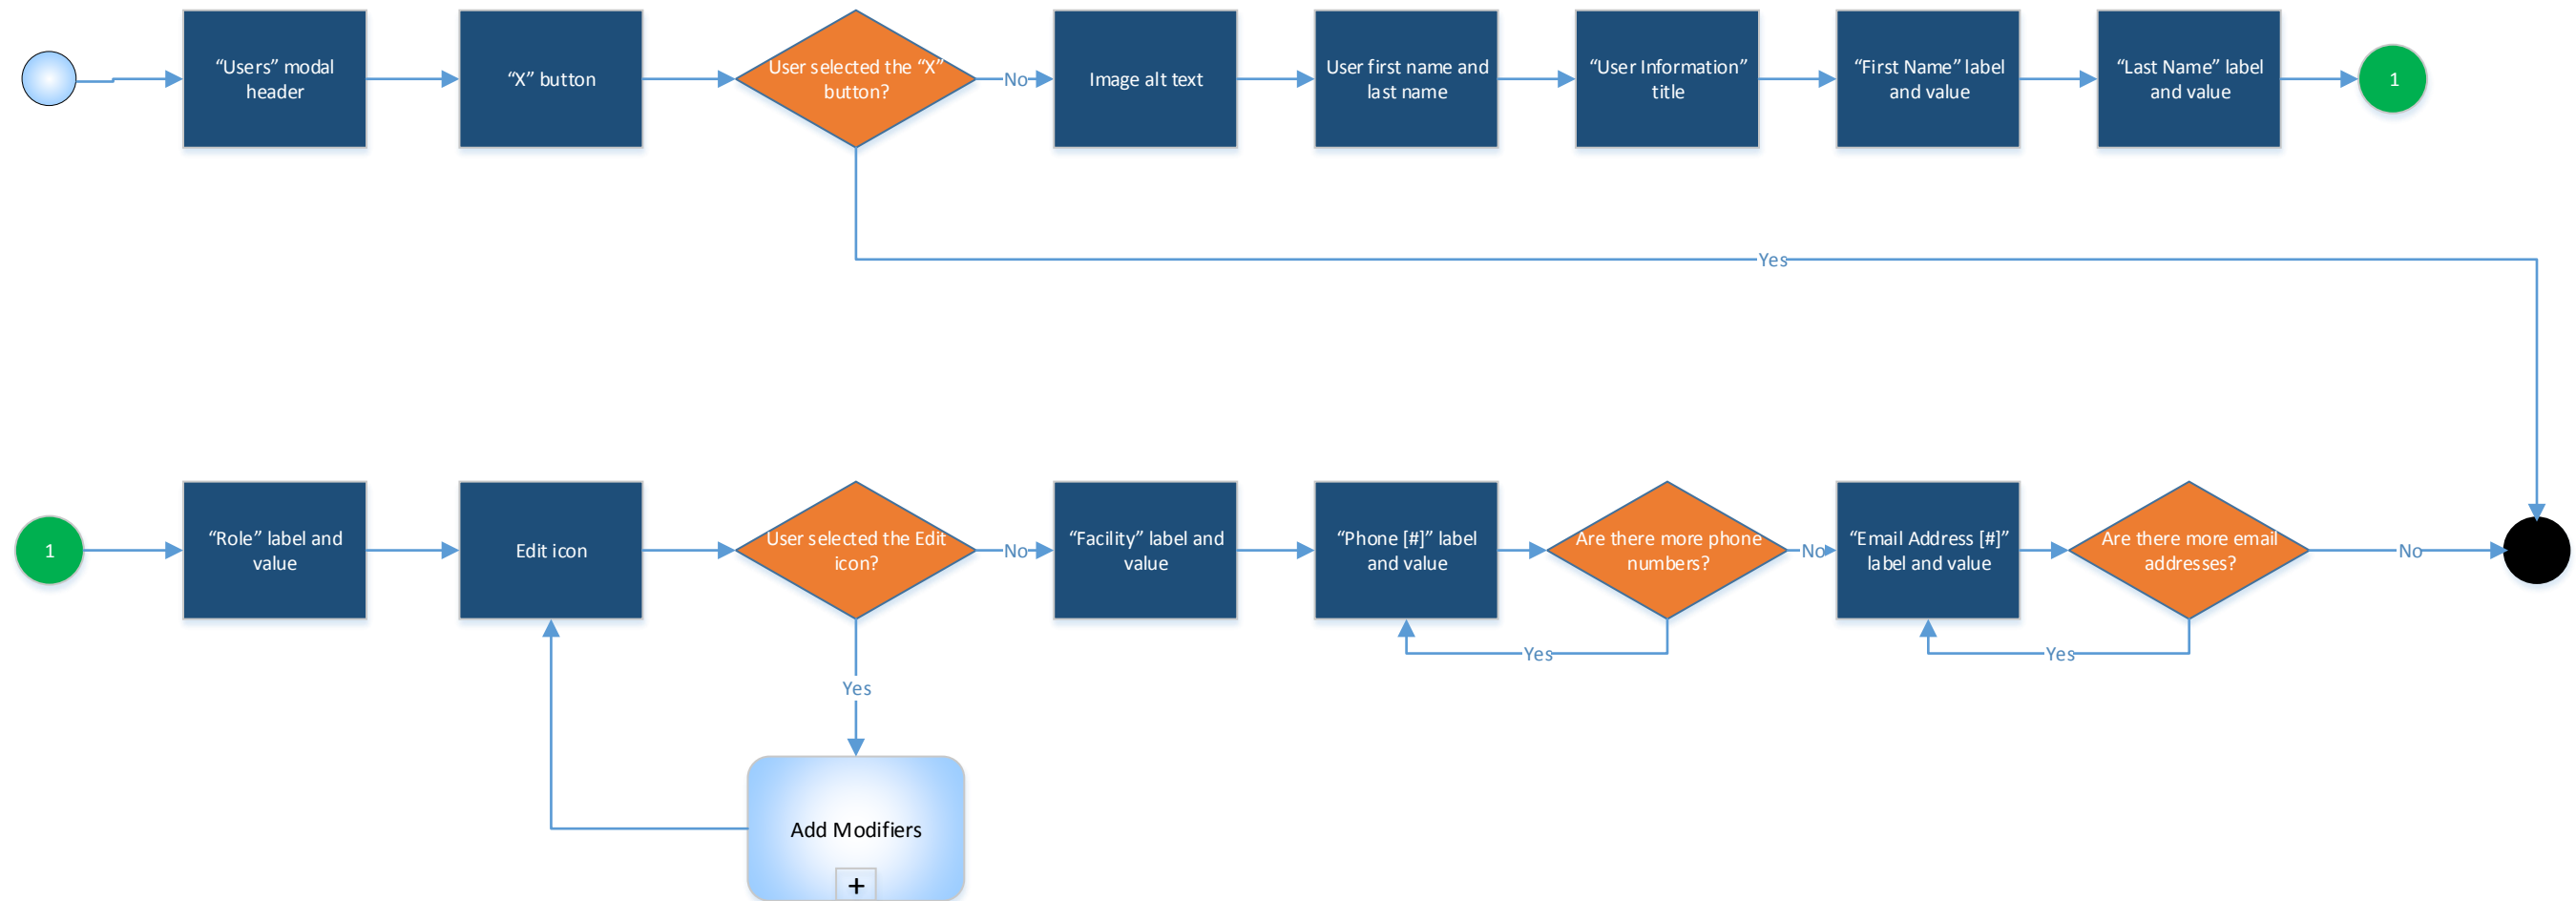 “Users” modal
header
“X” button
User selected the “X”
button?
No
Image alt text
User first name and
last name
“User Information”
title
“First Name” label
and value
“Last Name” label
and value
1
Yes
1
“Role” label and
value
Edit icon
User selected the Edit
icon?
No
“Facility” label and
value
“Phone [#]” label
and value
Are there more phone
numbers?
No
“Email Address [#]”
label and value
Are there more email
addresses?
No
Yes
Yes
Yes
Add Modifiers
+